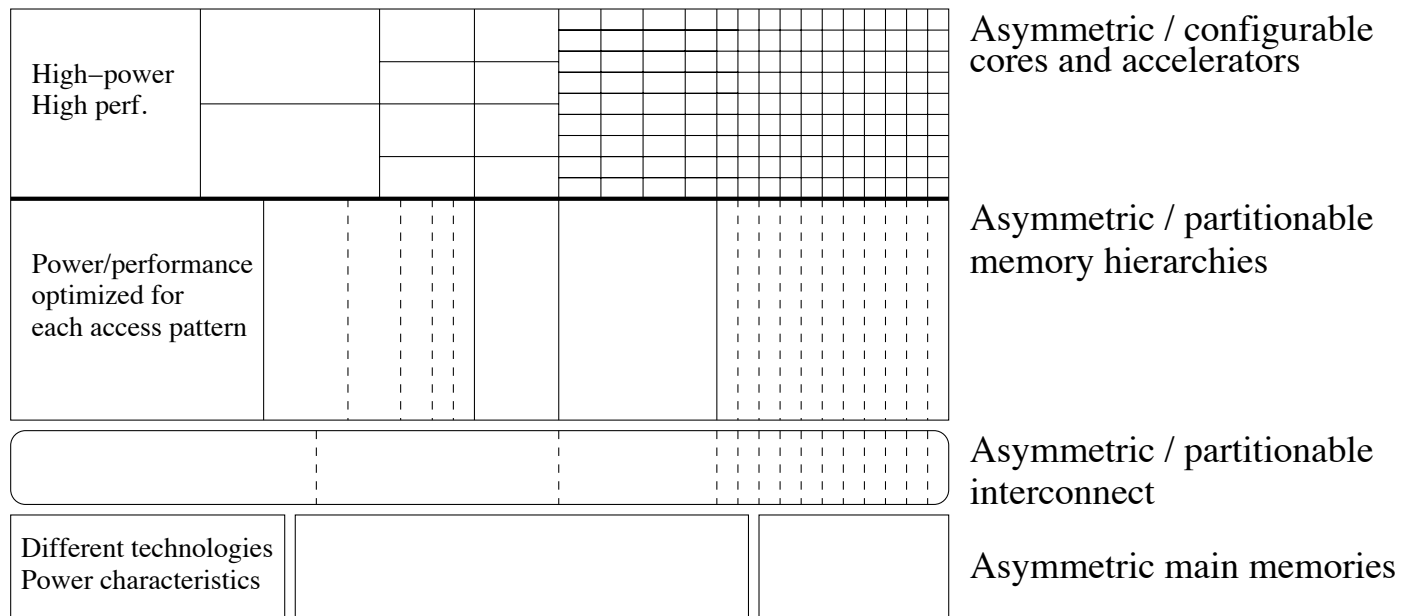 High−power
High perf.
Asymmetric / configurable
cores and accelerators
Power/performance
optimized for
each access pattern
Asymmetric / partitionable
memory hierarchies
Asymmetric / partitionable
interconnect
Different technologies
Power characteristics
Asymmetric main memories